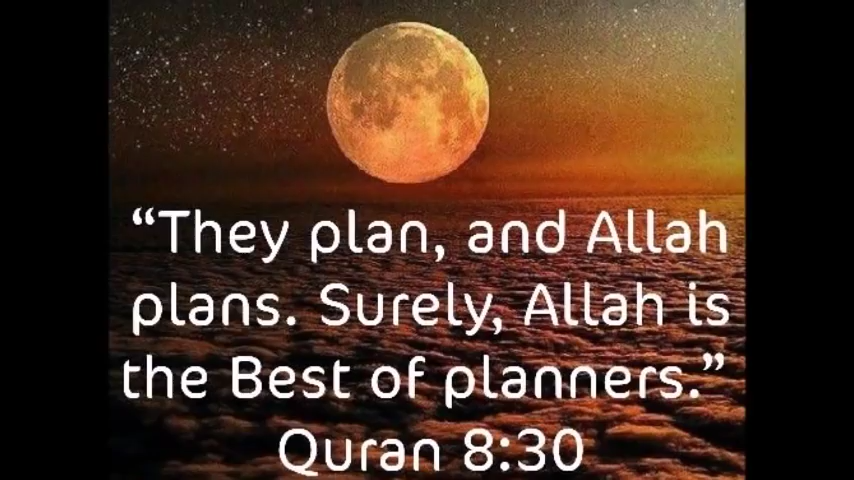 “They plan, and Allah
plans. Surely, Allah is
the Best of planners.”
Quran 8:30